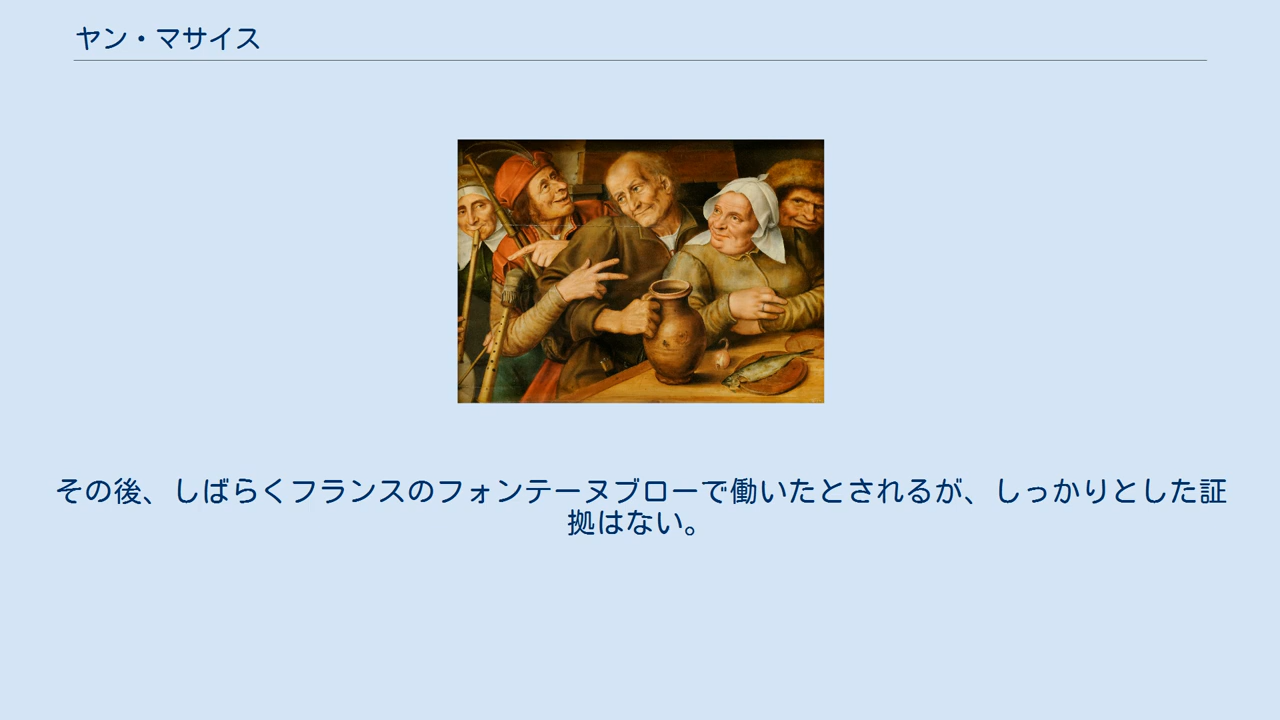 ヤン・マサイス
その後、しばらくフランスのフォンテーヌブローで働いたとされるが、しっかりとした証
拠はない。